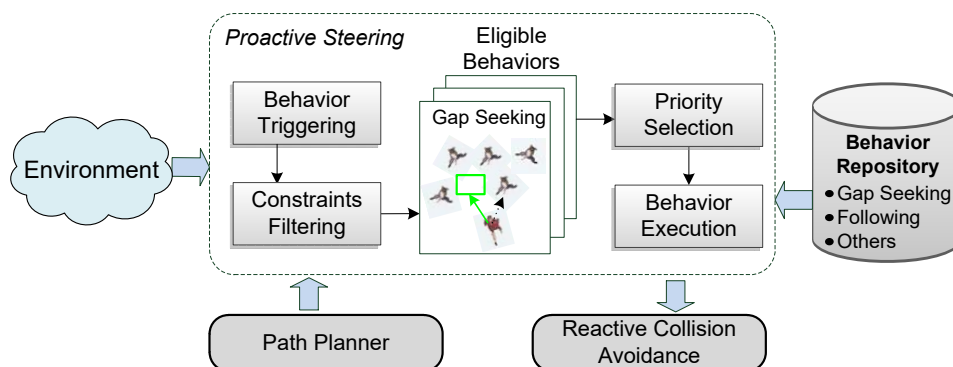 Proactive Steering
Eligible
Behaviors
Behavior
Triggering
Constraints
Filtering
Gap Seeking
Priority
Selection
Behavior
Execution
Environment
Behavior
Repository
● Gap Seeking
● Following
● Others
Path Planner
Reactive Collision
Avoidance